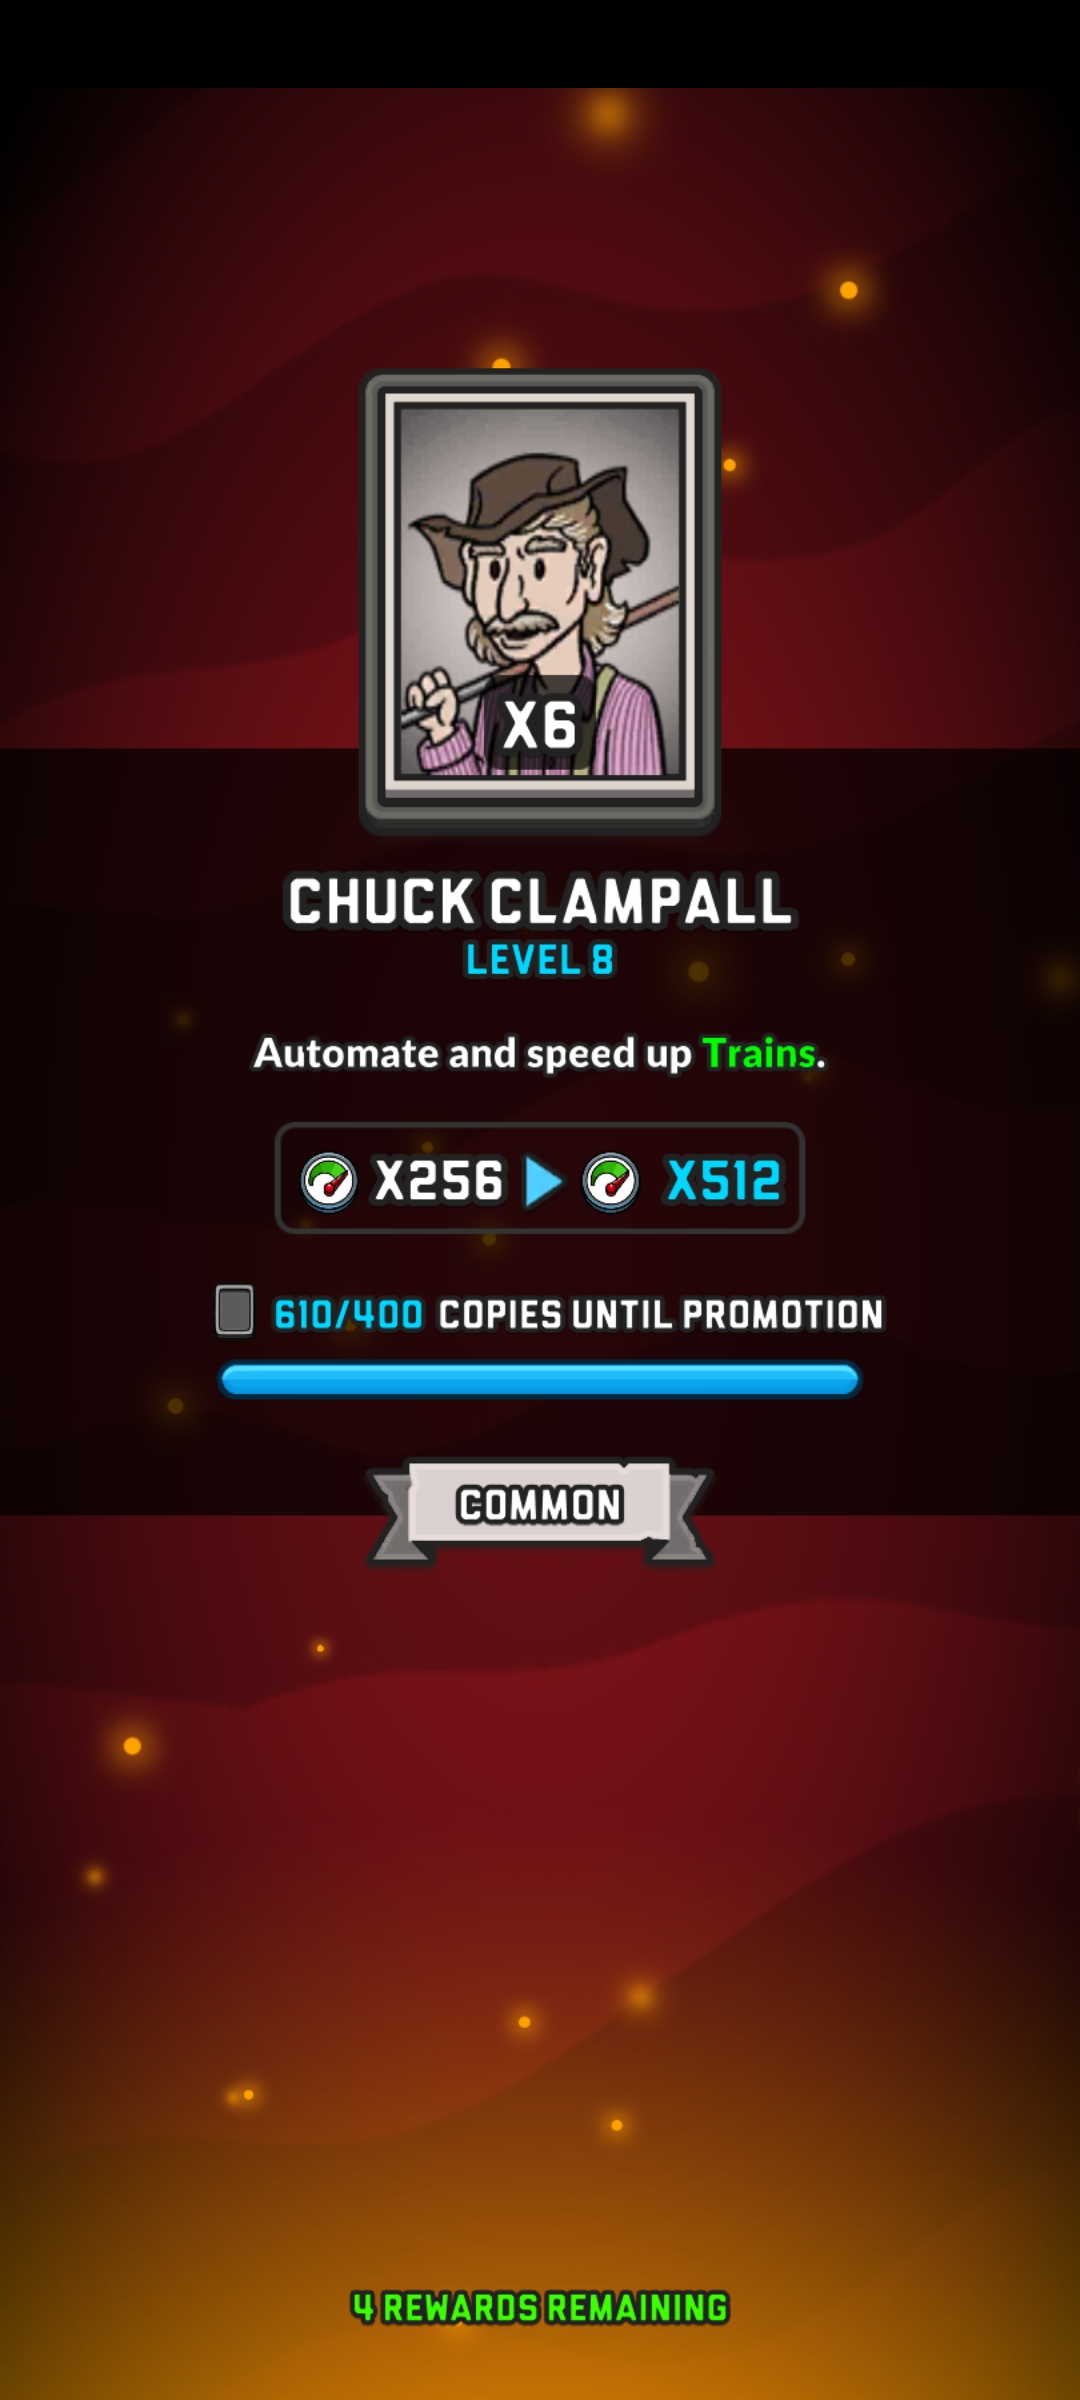 X6
CHUCK CLAMPALL
LEVEL 8
Automate and speed up Trains.
X256 X512
610/400 COPIES UNTIL PROMOTION
COMMON
4 REWARDS REMAINING